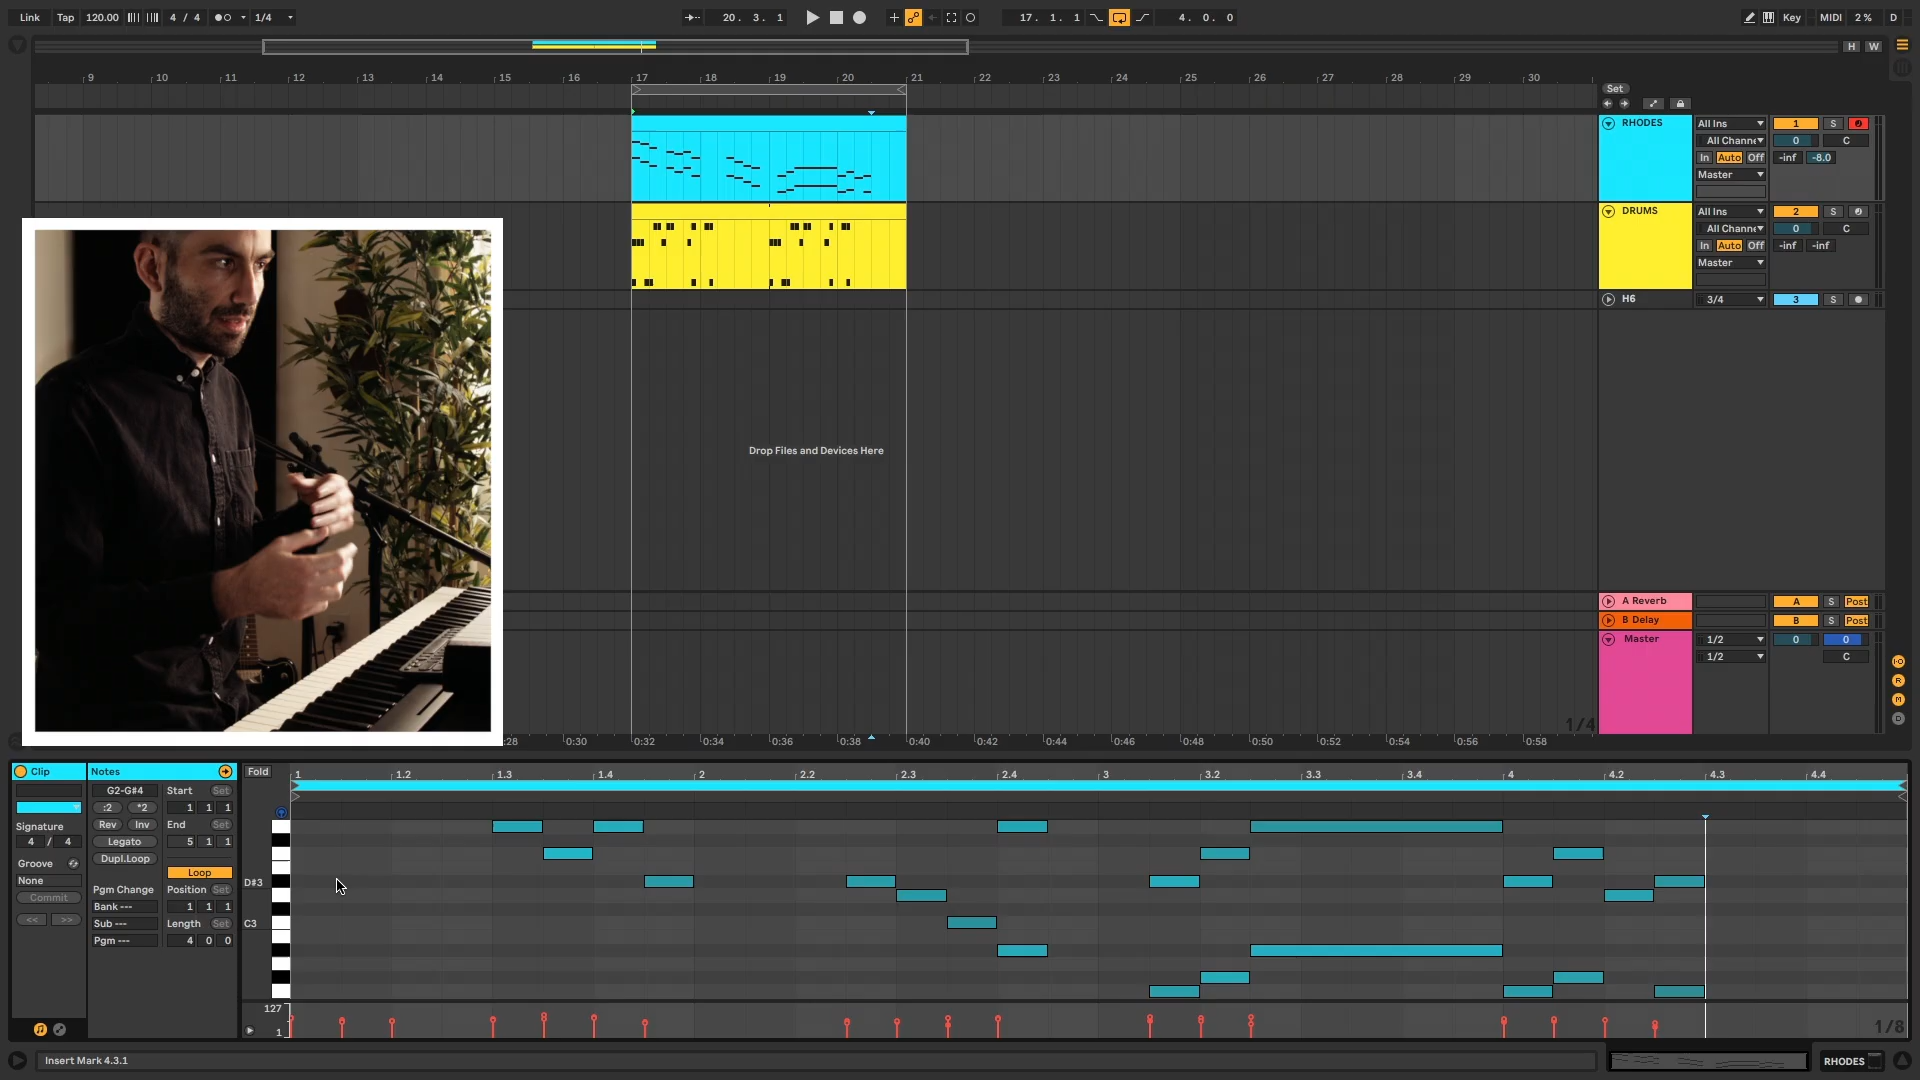 Link Tap 120.00 4 / 4 1/4 20. 3. 1 17. 1. 1 4. 0. 0 Key MIDI 2 % D
H W
9 10 11 12 13 14 15 16 17 18 19 20 21 22 23 24 25 26 27 28 29 30
Set
RHODES All Ins 1 S
All Channe 0 C
In Auto Off -inf -8.0
Master
DRUMS All Ins 2 S
All Channe 0 C
In Auto Off -inf -inf
Master
H6 3/4 3 S
Drop Files and Devices Here
A Reverb A S Post
B Delay B S Post
Master 1/2 0 0
1/2 C
1/4
R
M
D
:28 0:30 0:32 0:34 0:36 0:38 0:40 0:42 0:44 0:46 0:48 0:50 0:52 0:54 0:56 0:58
Clip Notes Fold 1 1.2 1.3 1.4 2 2.2 2.3 2.4 3 3.2 3.3 3.4 4 4.2 4.3 4.4
G2-G#4 Start Set
:2 *2 1 1 1
Signature Rev Inv End Set
4 / 4 Legato 5 1 1
Groove Dupl.Loop
None Loop
Commit Pgm Change Position Set
<< >> Bank --- 1 1 1
Sub --- Length Set
Pgm --- 4 0 0
D#3
C3
127
1
1/8
Insert Mark 4.3.1 RHODES